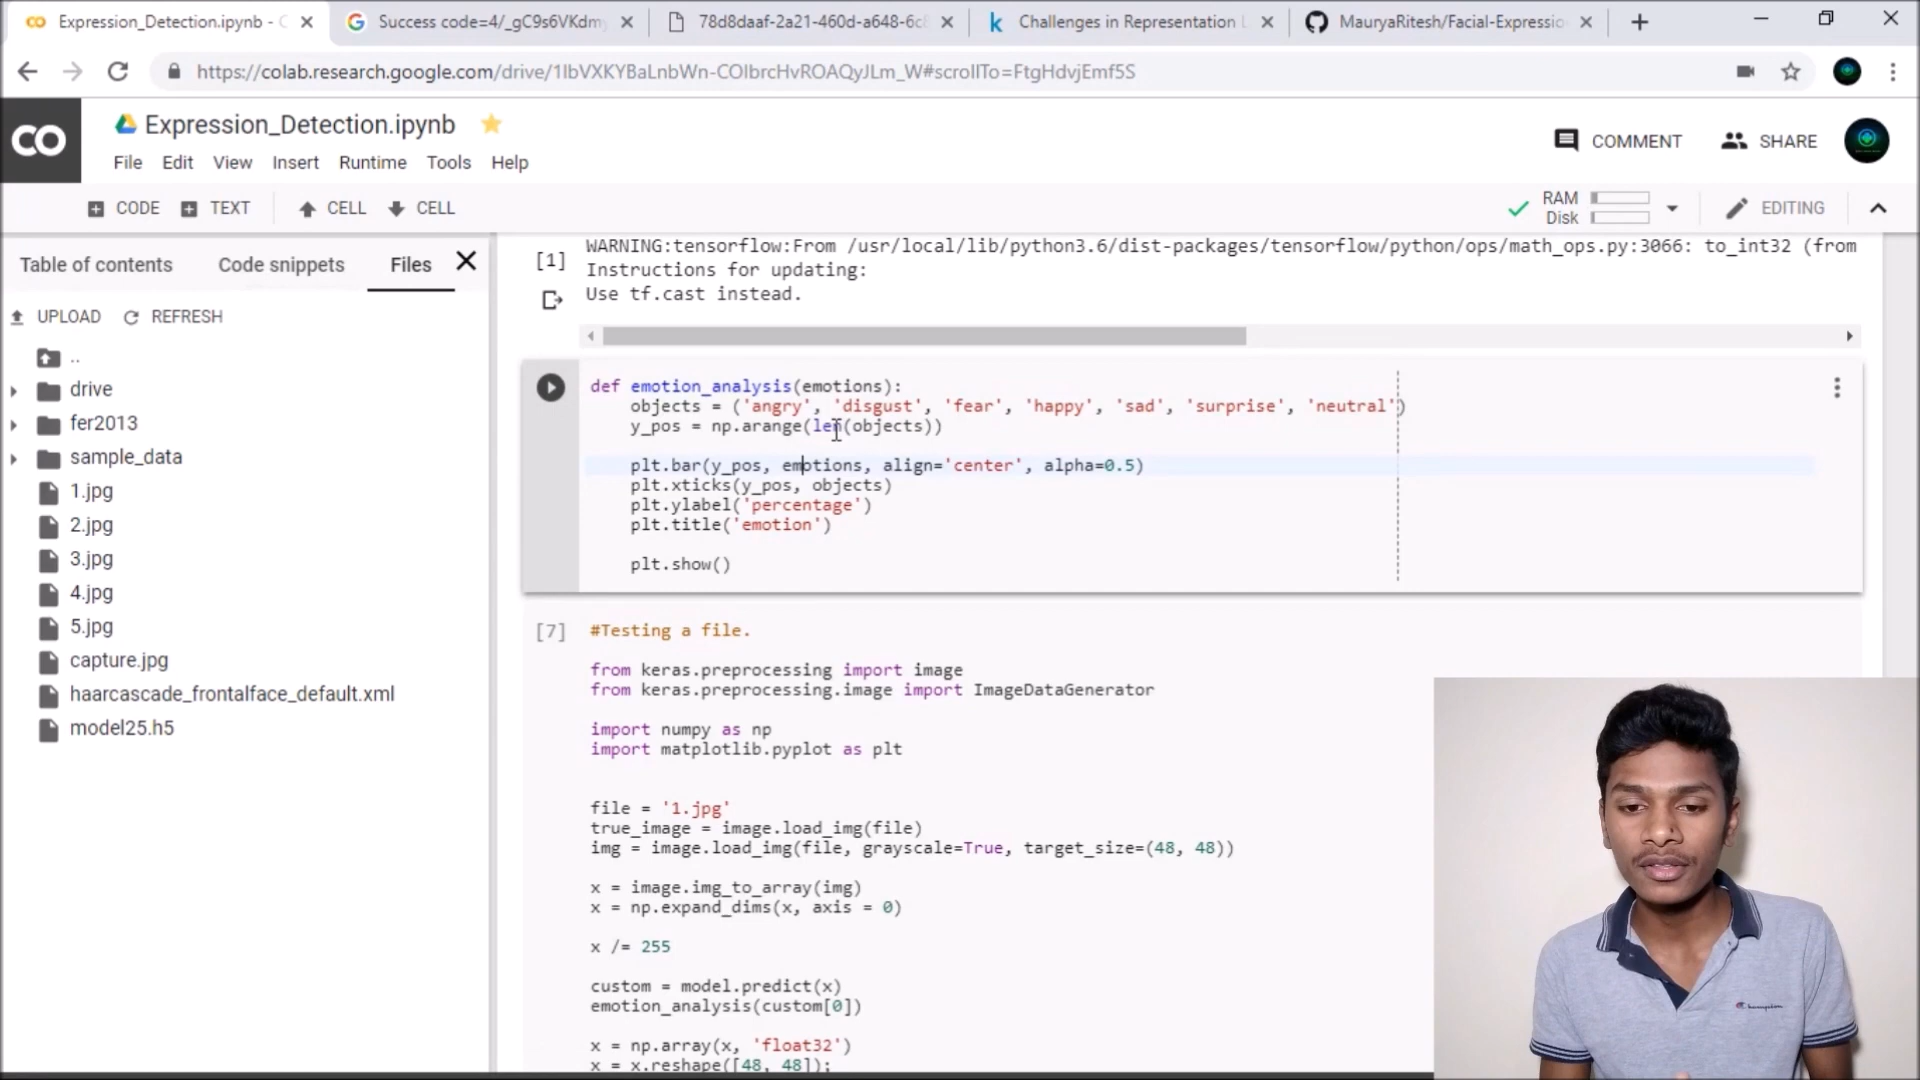 Expression_Detection.ipynb - C
Success code=4/_gC9s6VKdm
78d8daaf-2a21-460d-a648-6c
Challenges in Representation L
MauryaRitesh/Facial-Expressio
https://colab.research.google.com/drive/1IbVXKYBaLnbWn-COIbrcHvROAQyJLm_W#scrollTo=FtgHdvjEmf5S
CO
Expression_Detection.ipynb
COMMENT
SHARE
File Edit View Insert Runtime Tools Help
CODE TEXT CELL CELL
RAM
Disk
EDITING
Table of contents
Code snippets
Files
UPLOAD
REFRESH
..
drive
fer2013
sample_data
1.jpg
2.jpg
3.jpg
4.jpg
5.jpg
capture.jpg
haarcascade_frontalface_default.xml
model25.h5
[1]
WARNING:tensorflow:From /usr/local/lib/python3.6/dist-packages/tensorflow/python/ops/math_ops.py:3066: to_int32 (from
Instructions for updating:
Use tf.cast instead.
def emotion_analysis(emotions):
objects = ('angry', 'disgust', 'fear', 'happy', 'sad', 'surprise', 'neutral')
y_pos = np.arange(len(objects))
plt.bar(y_pos, emotions, align='center', alpha=0.5)
plt.xticks(y_pos, objects)
plt.ylabel('percentage')
plt.title('emotion')
plt.show()
[7]
#Testing a file.
from keras.preprocessing import image
from keras.preprocessing.image import ImageDataGenerator
import numpy as np
import matplotlib.pyplot as plt
file = '1.jpg'
true_image = image.load_img(file)
img = image.load_img(file, grayscale=True, target_size=(48, 48))
x = image.img_to_array(img)
x = np.expand_dims(x, axis = 0)
x /= 255
custom = model.predict(x)
emotion_analysis(custom[0])
x = np.array(x, 'float32')
x = x.reshape([48, 48]);